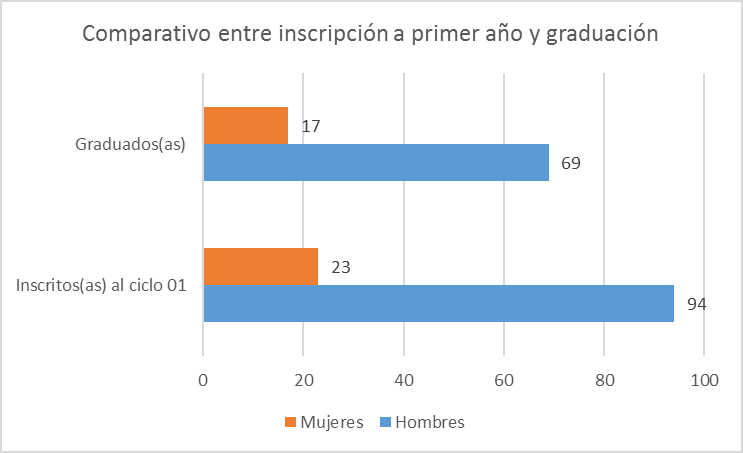 Comparativo entre inscripción a primer año y graduación
Graduados(as)
17
69
Inscritos(as) al ciclo 01
23
94
0 20 40 60 80 100
Mujeres Hombres